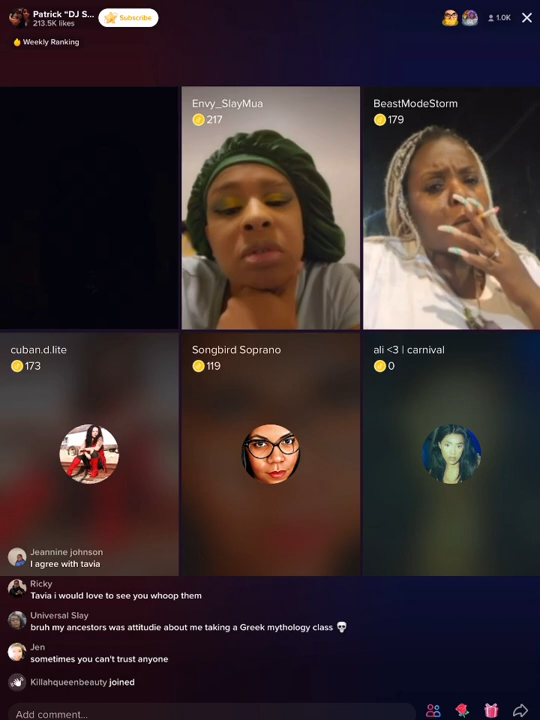 Patrick "DJ S...
213.5K likes
Subscribe
1.0K
Weekly Ranking
Envy_SlayMua
217
BeastModeStorm
179
cuban.d.lite
173
Songbird Soprano
119
ali <3 | carnival
0
Jeannine johnson
I agree with tavia
Ricky
Tavia i would love to see you whoop them
Universal Slay
bruh my ancestors was attitudie about me taking a Greek mythology class 💀
Jen
sometimes you can't trust anyone
Killahqueenbeauty joined
Add comment...